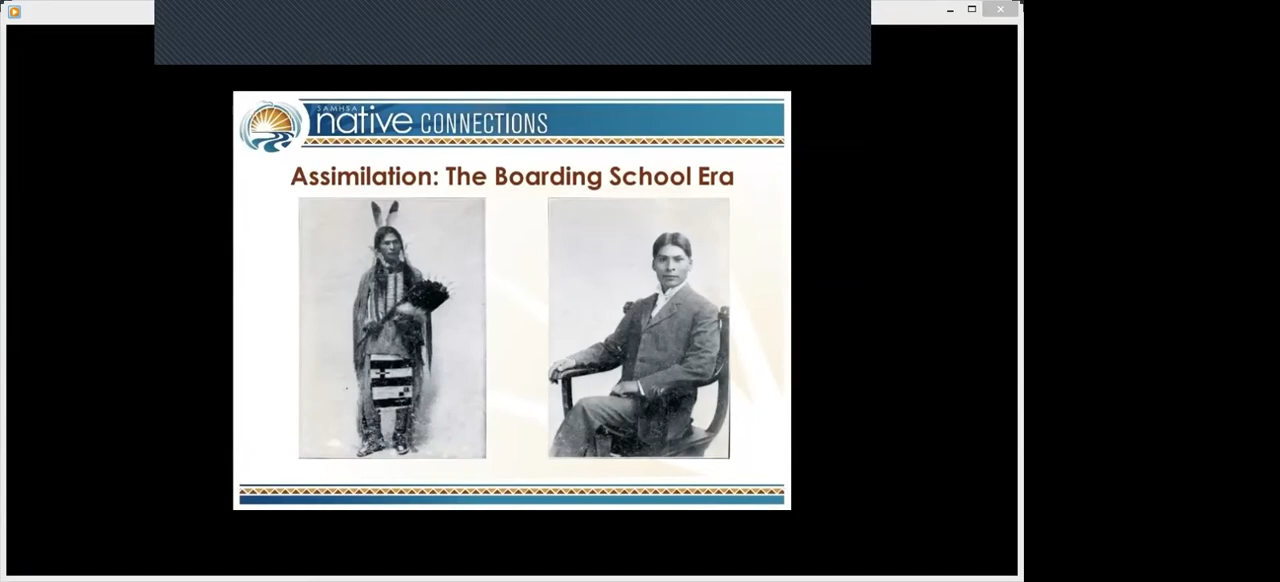 SAMHSA
native CONNECTIONS
Assimilation: The Boarding School Era